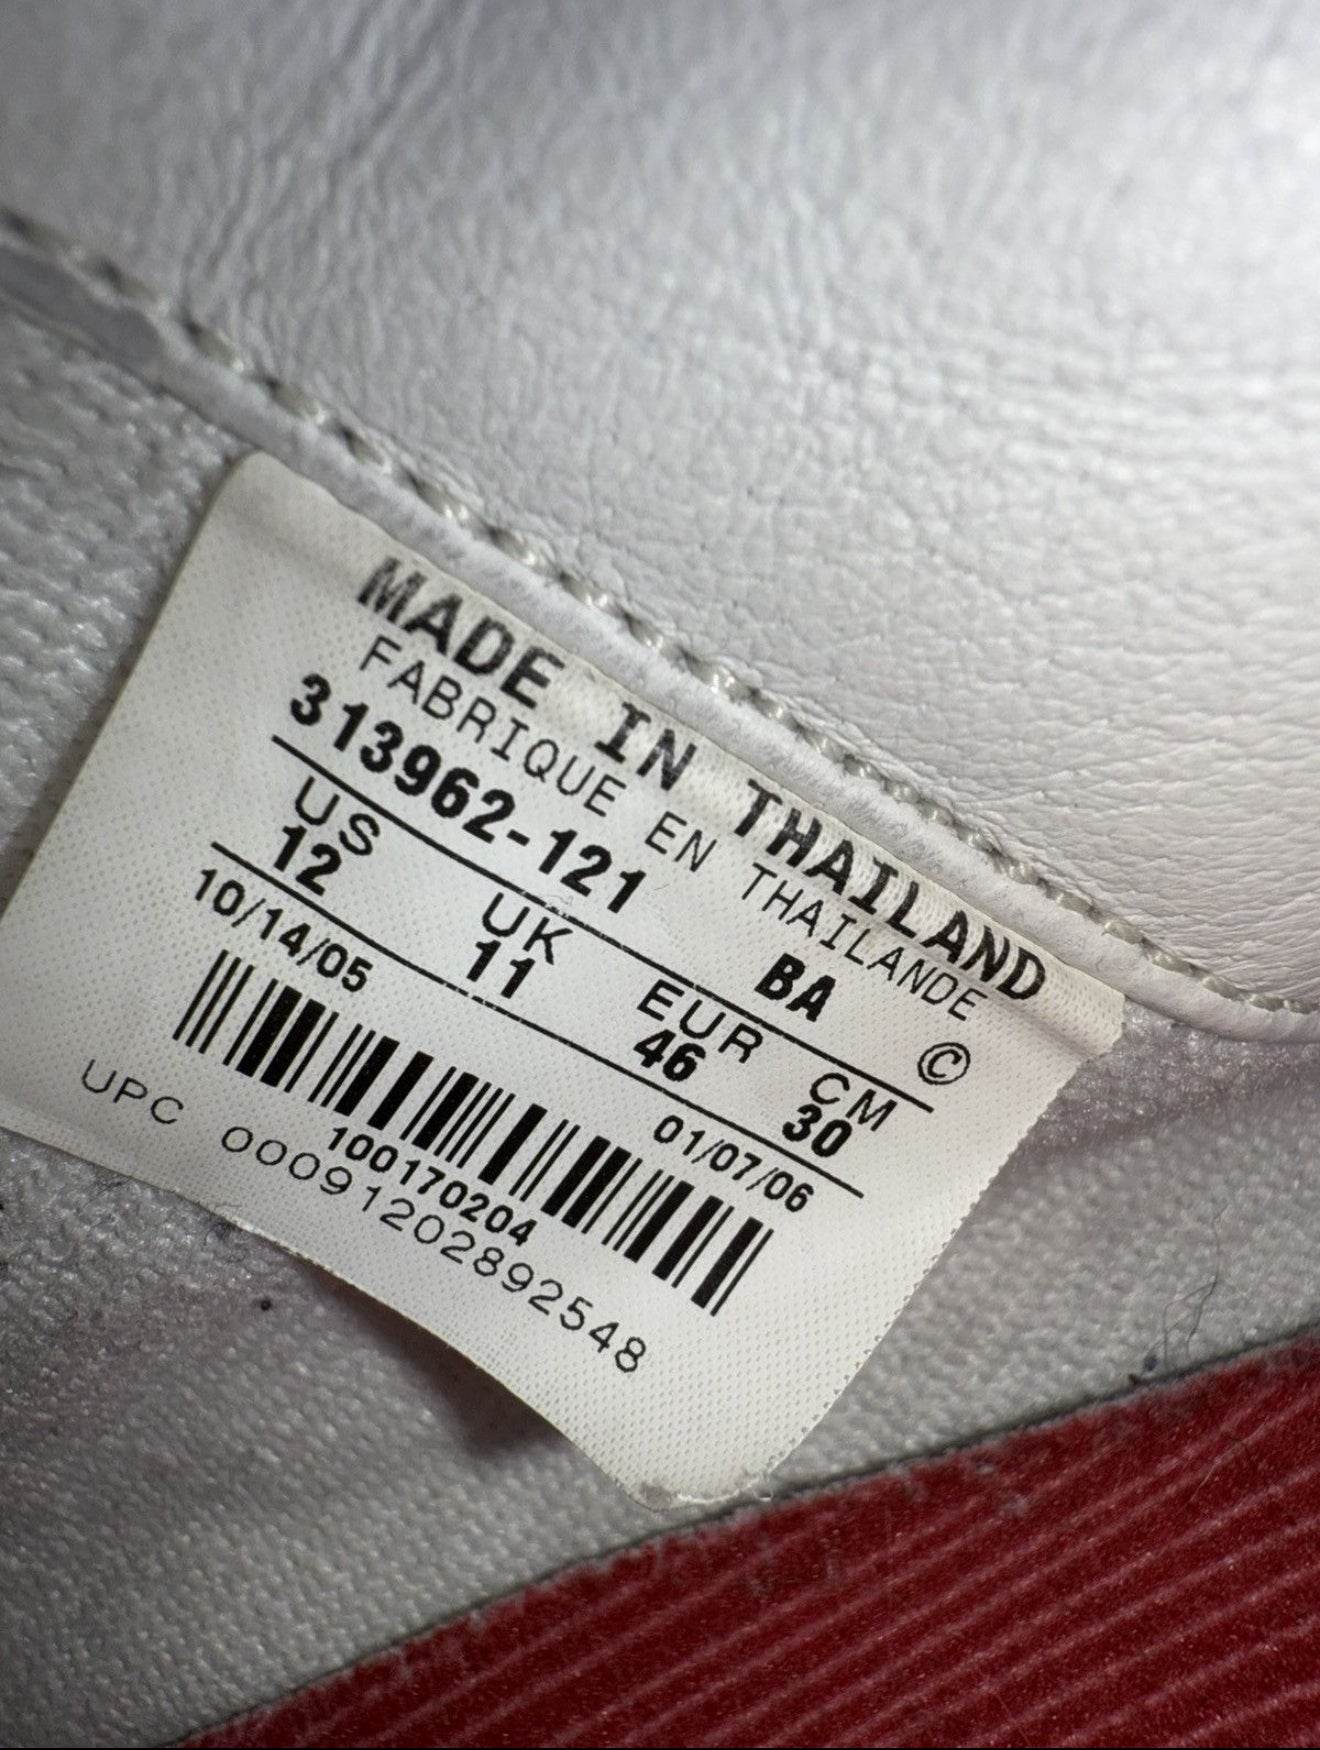 MADE IN THAILAND
FABRIQUE EN THAILANDE
313962-121 BA ©
US UK EUR CM
12 11 46 30
10/14/05 01/07/06
100170204
UPC 00091202892548